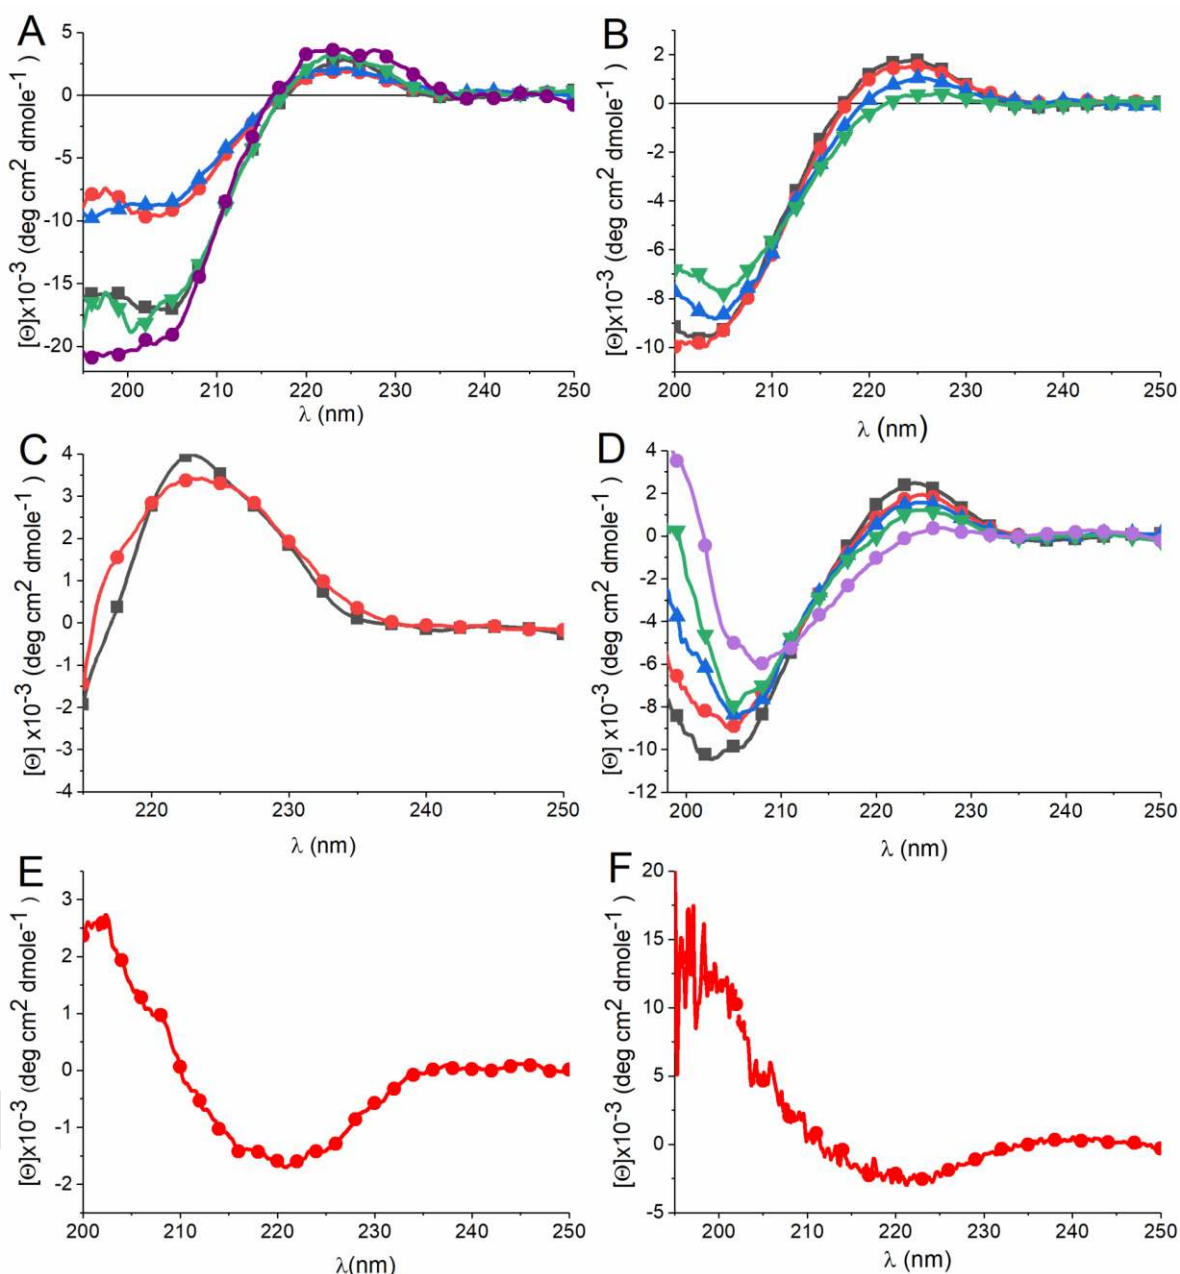 A
B
[Θ]x10⁻³ (deg cm² dmole⁻¹)
5
0
-5
-10
-15
-20
200 210 220 230 240 250
λ (nm)
[Θ]x10⁻³ (deg cm² dmole⁻¹)
2
0
-2
-4
-6
-8
-10
200 210 220 230 240 250
λ (nm)
C
D
[Θ] x10⁻³ (deg cm² dmole⁻¹)
4
3
2
1
0
-1
-2
-3
-4
220 230 240 250
λ (nm)
[Θ] x10⁻³ (deg cm² dmole⁻¹)
4
2
0
-2
-4
-6
-8
-10
-12
200 210 220 230 240 250
λ (nm)
E
F
[Θ]x10⁻³ (deg cm² dmole⁻¹ )
3
2
1
0
-1
-2
200 210 220 230 240 250
λ(nm)
[Θ]x10⁻³ (deg cm² dmole⁻¹ )
20
15
10
5
0
-5
200 210 220 230 240 250
λ (nm)